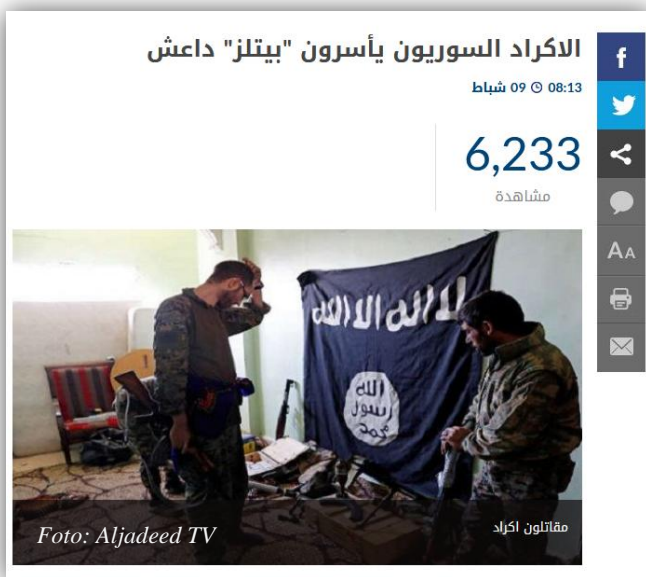 الاكراد السوريون يأسرون "بيتلز" داعش
08:13 09 شباط
6,233
مشاهدة
f
AA
لا اله الا الله
الله
رسول
محمد
Foto: Aljadeed TV
مقاتلون اكراد